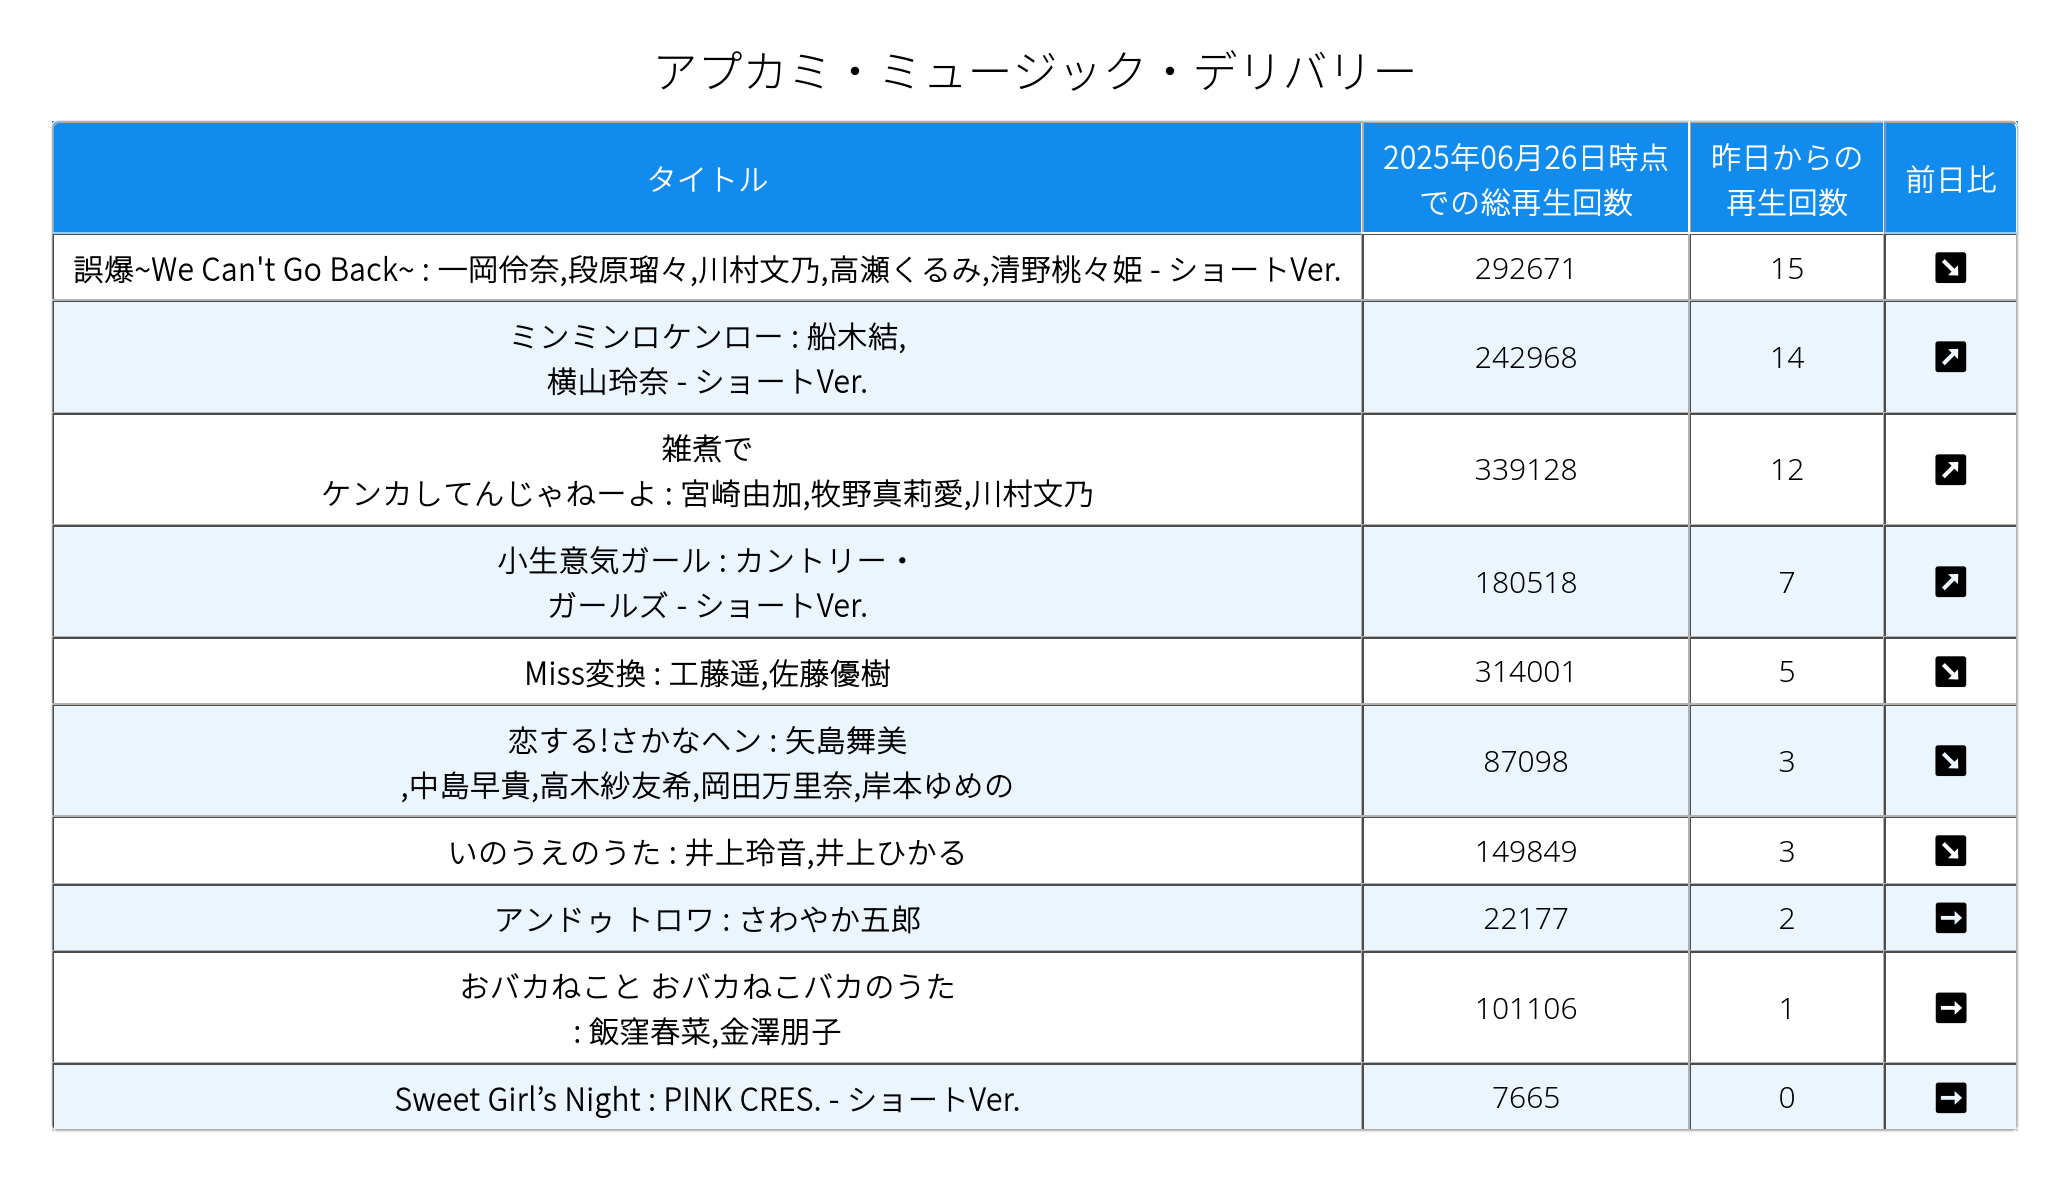 アプカミ・ミュージック・デリバリー
タイトル
2025年06月26日時点
での総再生回数
昨日からの
再生回数
前日比
誤爆~We Can't Go Back~ : 一岡伶奈,段原瑠々,川村文乃,高瀬くるみ,清野桃々姫 - ショートVer.
292671
15
ミンミンロケンロー : 船木結,
横山玲奈 - ショートVer.
242968
14
雑煮で
ケンカしてんじゃねーよ : 宮崎由加,牧野真莉愛,川村文乃
339128
12
小生意気ガール : カントリー・
ガールズ - ショートVer.
180518
7
Miss変換 : 工藤遥,佐藤優樹
314001
5
恋する!さかなヘン : 矢島舞美
,中島早貴,高木紗友希,岡田万里奈,岸本ゆめの
87098
3
いのうえのうた : 井上玲音,井上ひかる
149849
3
アンドゥ トロワ : さわやか五郎
22177
2
おバカねこと おバカねこバカのうた
: 飯窪春菜,金澤朋子
101106
1
Sweet Girl’s Night : PINK CRES. - ショートVer.
7665
0